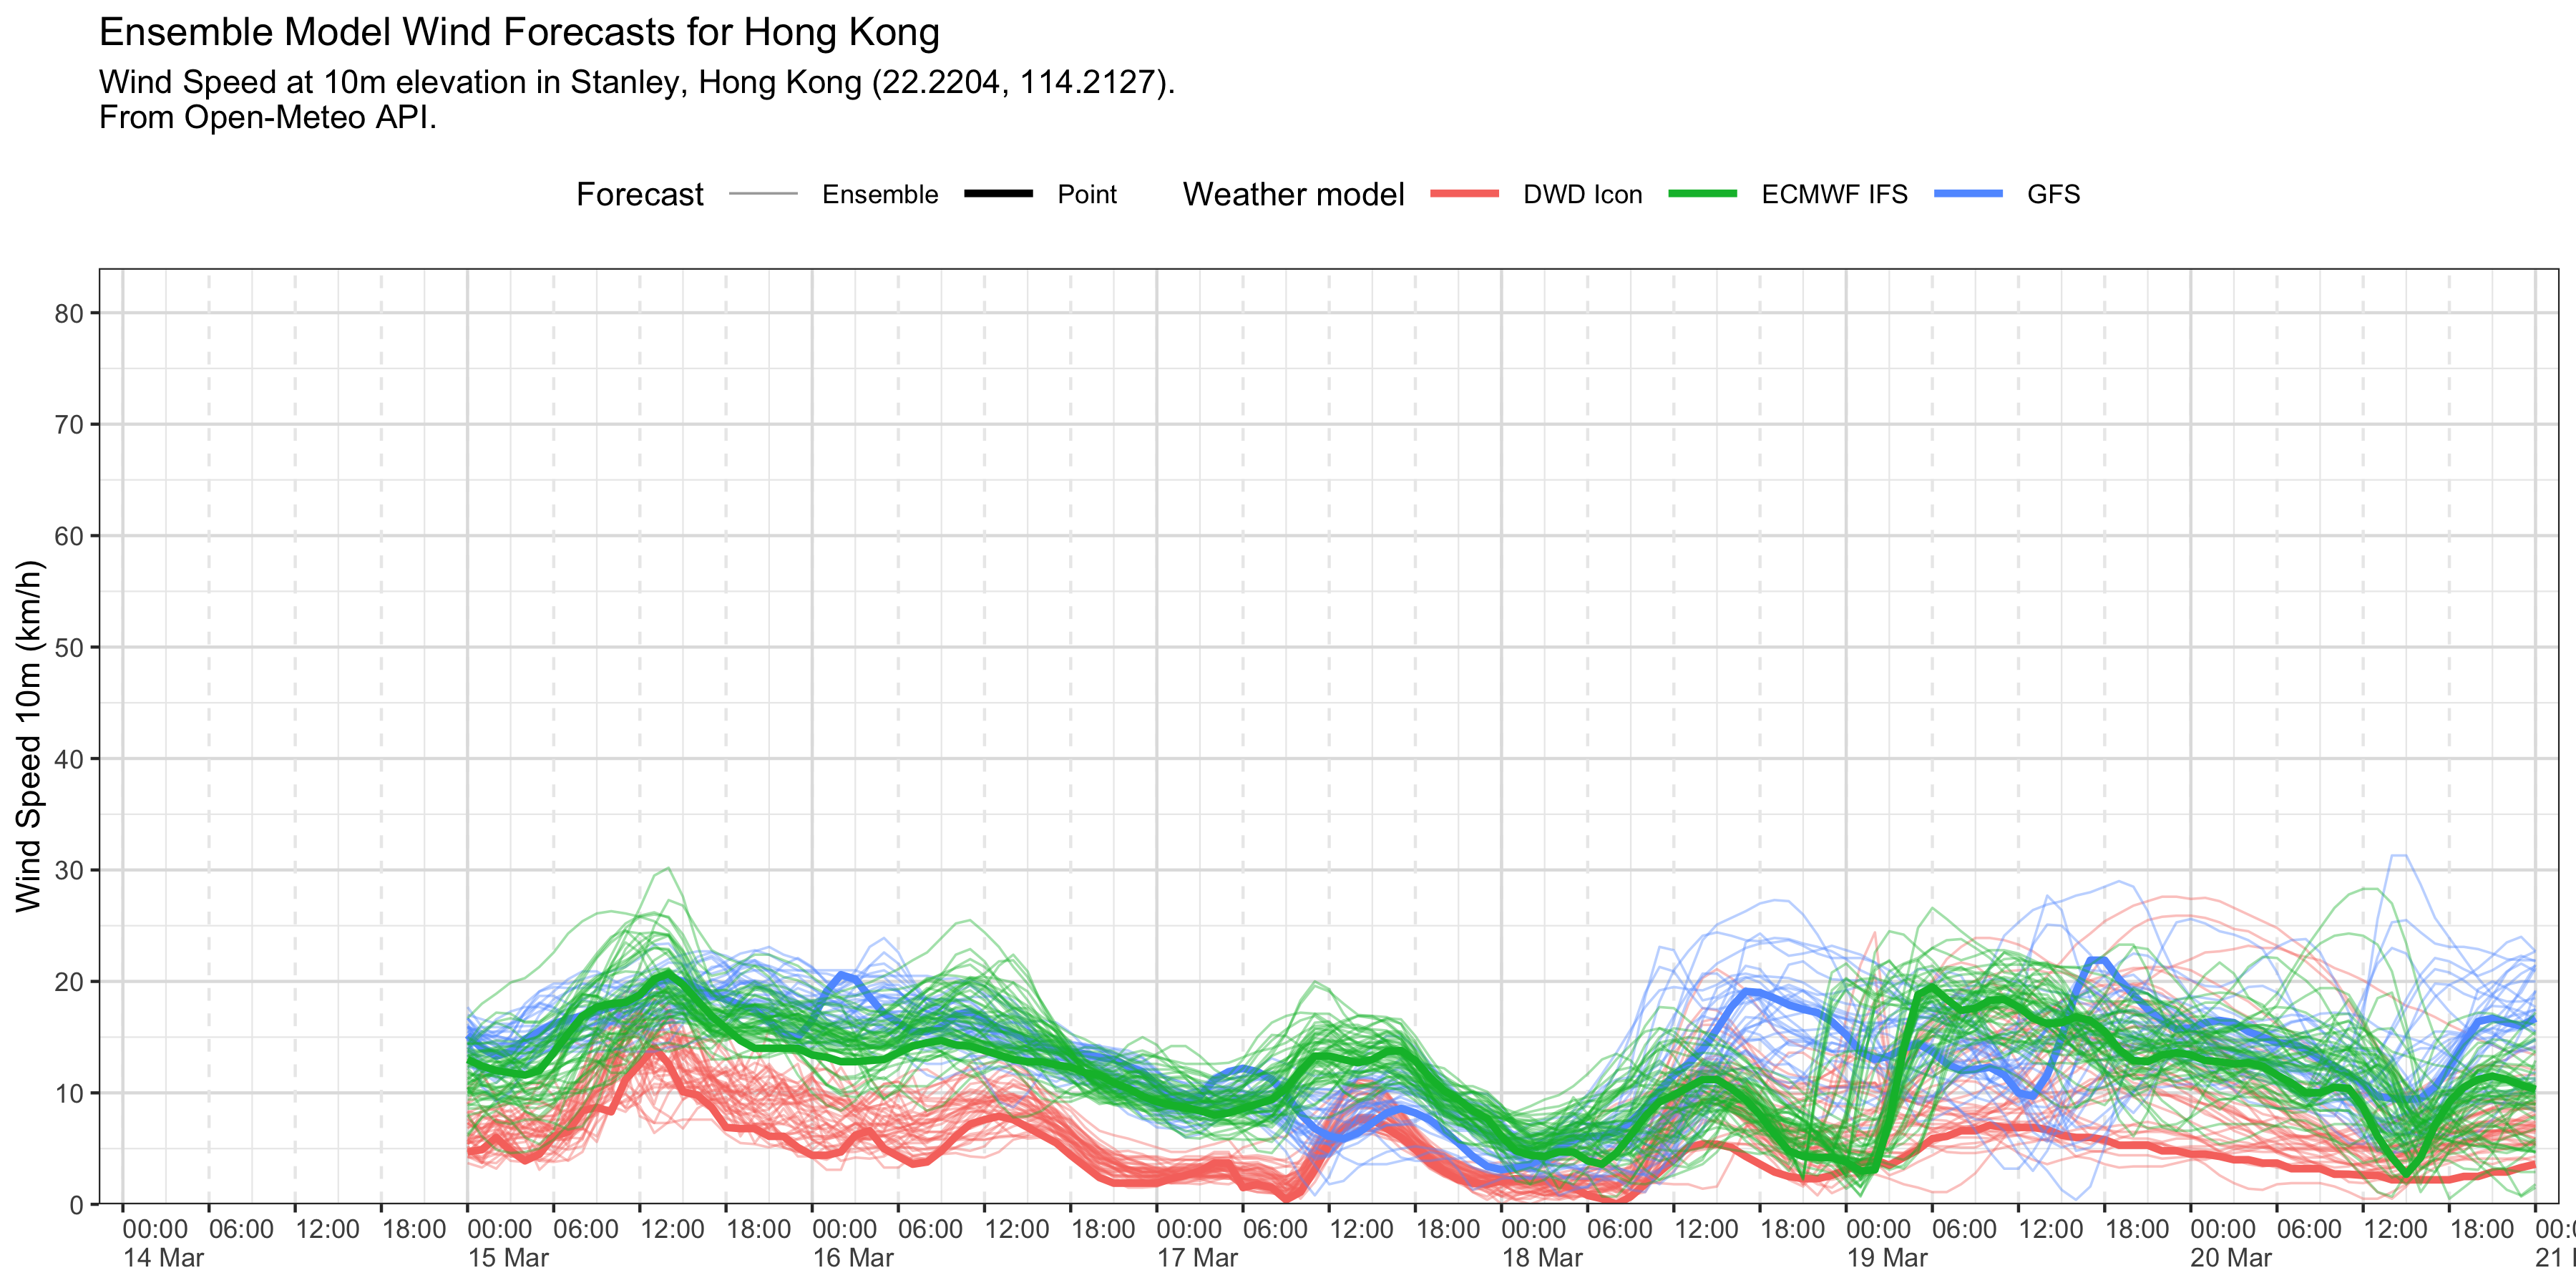 Ensemble Model Wind Forecasts for Hong Kong
Wind Speed at 10m elevation in Stanley, Hong Kong (22.2204, 114.2127).
From Open-Meteo API.
Forecast Ensemble Point Weather model DWD Icon ECMWF IFS GFS
Wind Speed 10m (km/h)
80
70
60
50
40
30
20
10
0
00:00 06:00 12:00 18:00 00:00 06:00 12:00 18:00 00:00 06:00 12:00 18:00 00:00 06:00 12:00 18:00 00:00 06:00 12:00 18:00 00:00 06:00 12:00 18:00 00:00 06:00 12:00 18:00
14 Mar 15 Mar 16 Mar 17 Mar 18 Mar 19 Mar 20 Mar 21